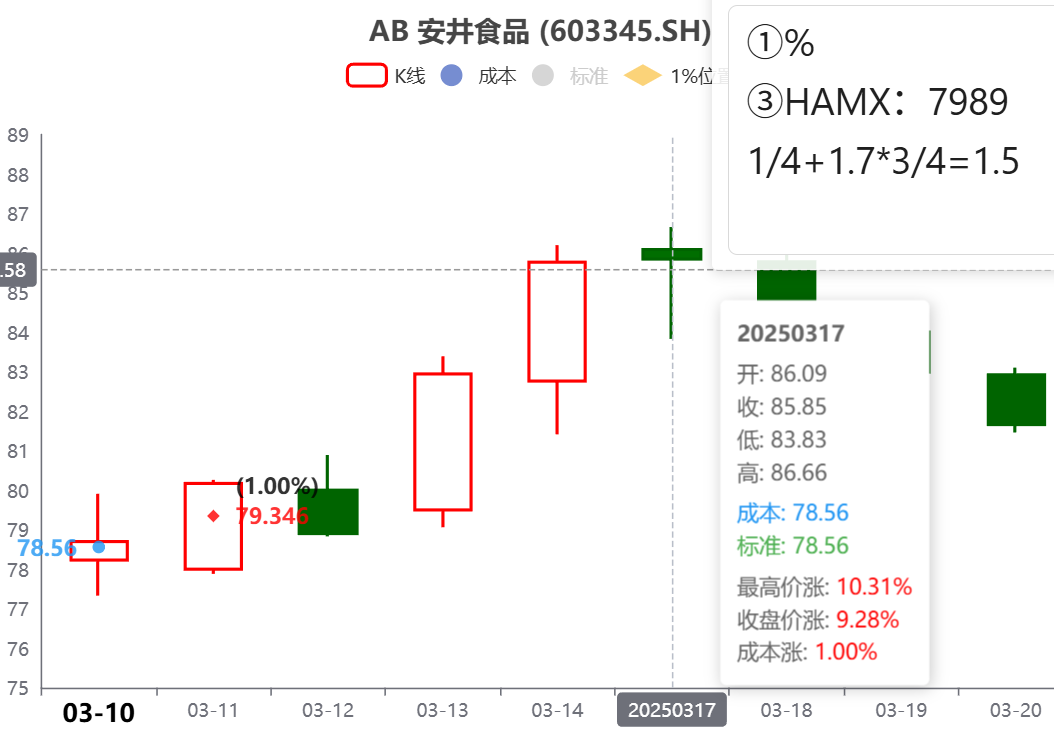 AB 安井食品 (603345.SH)
K线
成本
标准
1%位置
①%
③HAMX：7989
1/4+1.7*3/4=1.5
89
88
87
86
.58
85
84
83
82
81
80
79
78
77
76
75
(1.00%)
79.346
78.56
20250317
开: 86.09
收: 85.85
低: 83.83
高: 86.66
成本: 78.56
标准: 78.56
最高价涨: 10.31%
收盘价涨: 9.28%
成本涨: 1.00%
03-10
03-11
03-12
03-13
03-14
20250317
03-18
03-19
03-20